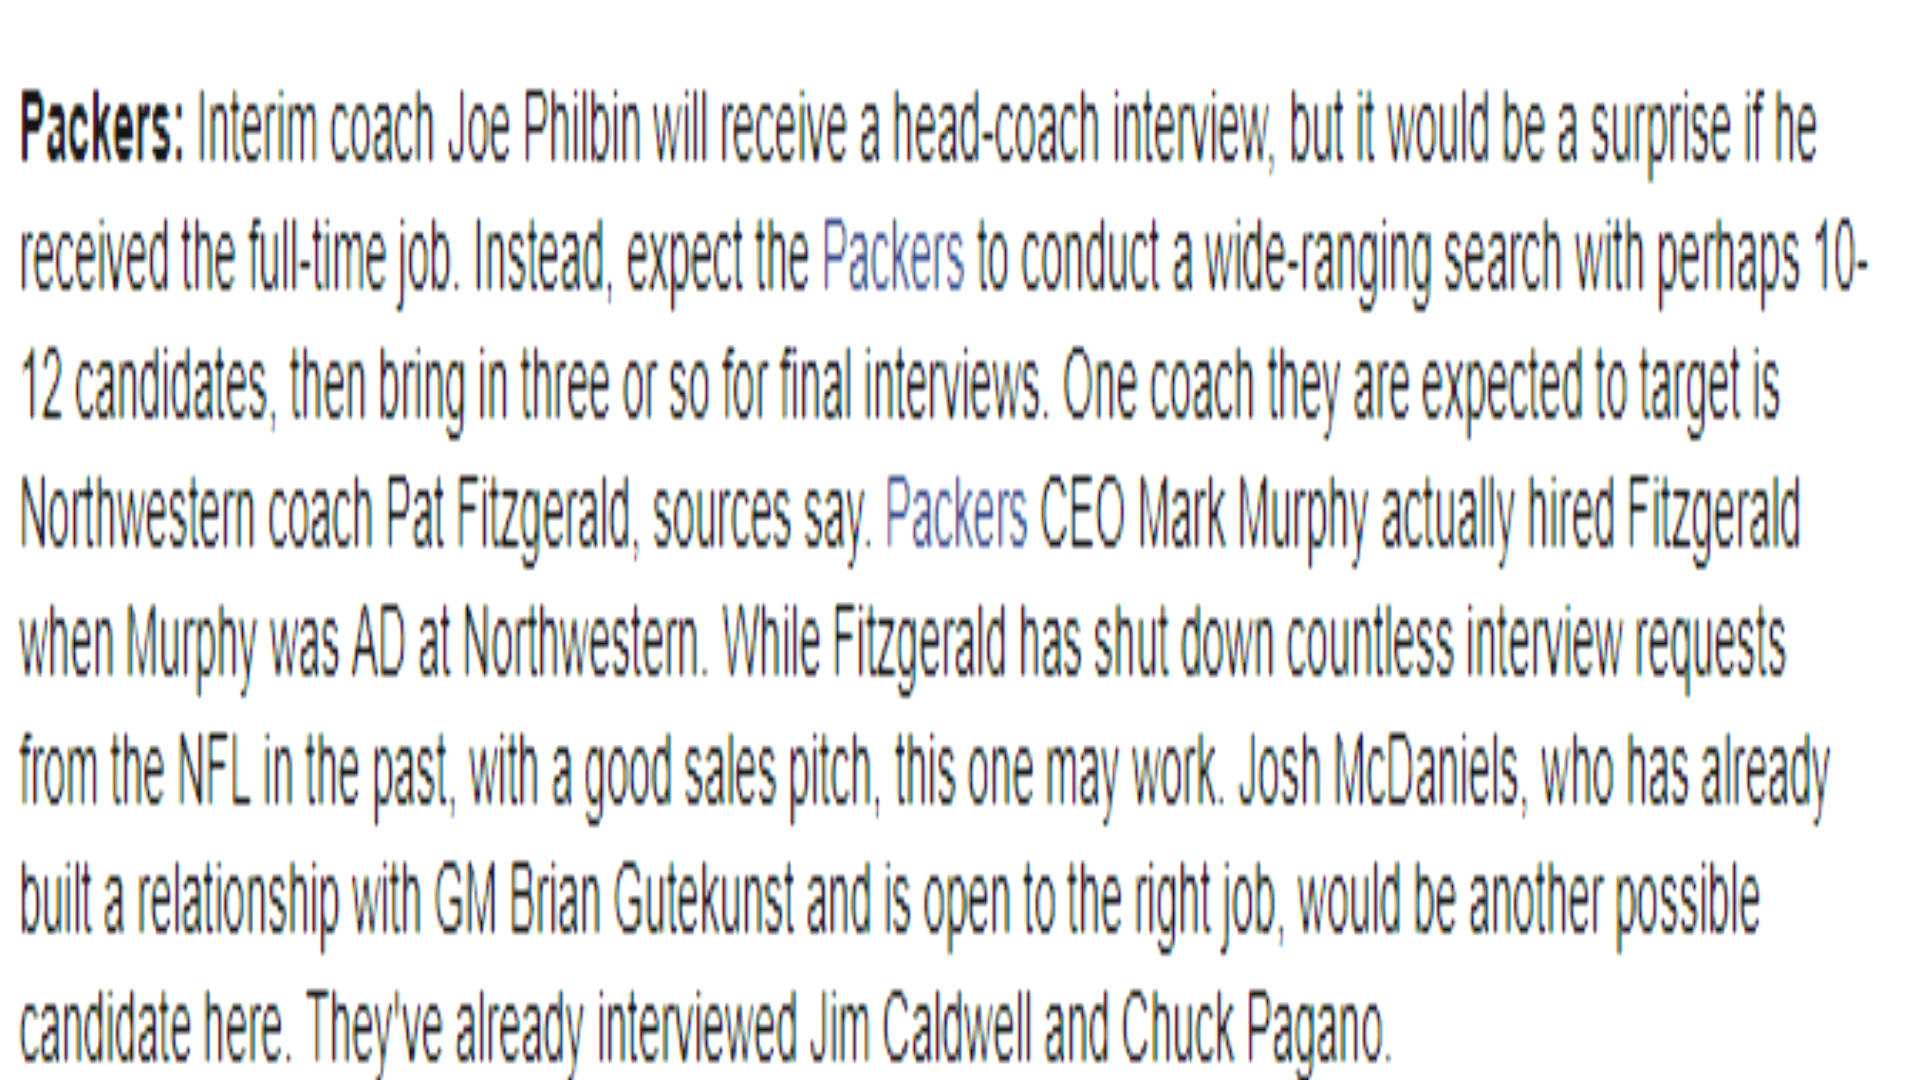 Packers: Interim coach Joe Philbin will receive a head-coach interview, but it would be a surprise if he
received the full-time job. Instead, expect the Packers to conduct a wide-ranging search with perhaps 10-
12 candidates, then bring in three or so for final interviews. One coach they are expected to target is
Northwestern coach Pat Fitzgerald, sources say. Packers CEO Mark Murphy actually hired Fitzgerald
when Murphy was AD at Northwestern. While Fitzgerald has shut down countless interview requests
from the NFL in the past, with a good sales pitch, this one may work. Josh McDaniels, who has already
built a relationship with GM Brian Gutekunst and is open to the right job, would be another possible
candidate here. They've already interviewed Jim Caldwell and Chuck Pagano.